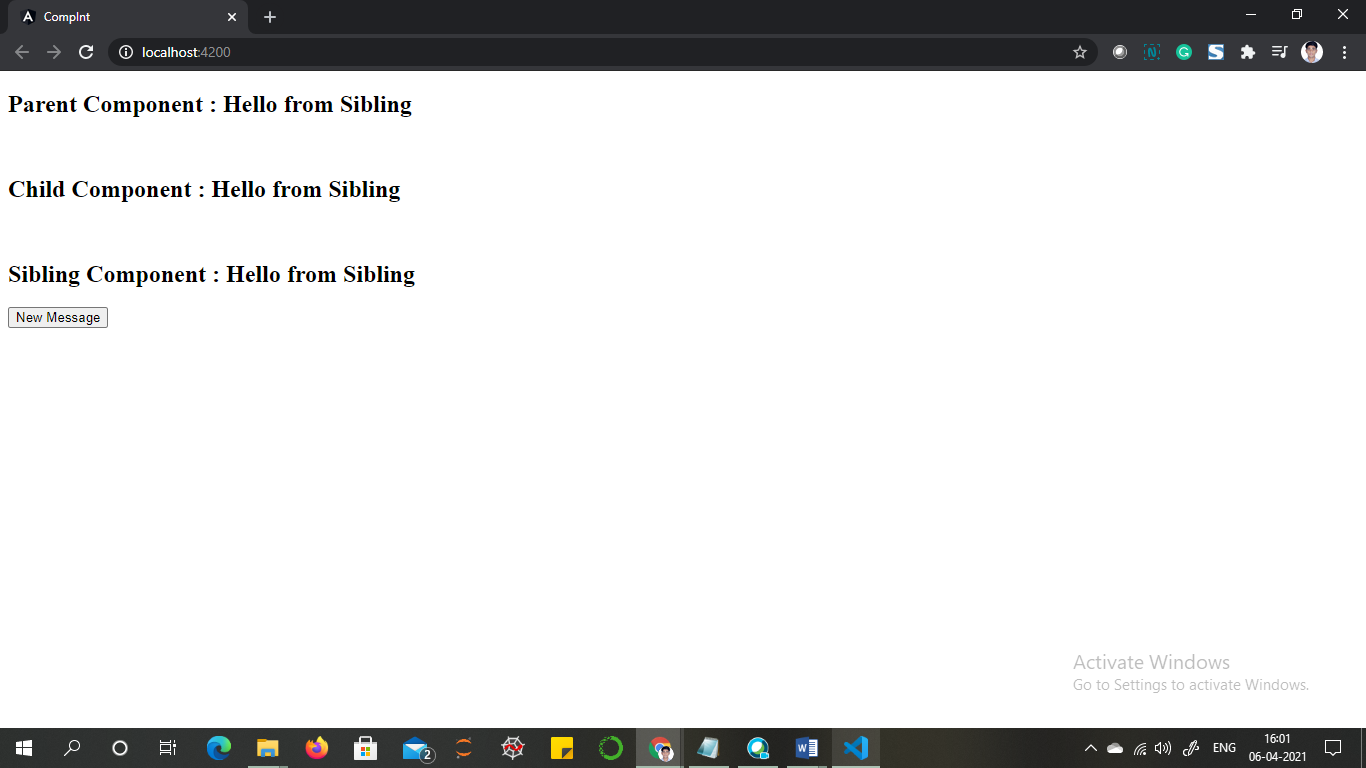 CompInt
localhost:4200
Parent Component : Hello from Sibling
Child Component : Hello from Sibling
Sibling Component : Hello from Sibling
New Message
Activate Windows
Go to Settings to activate Windows.
2
ENG
16:01
06-04-2021